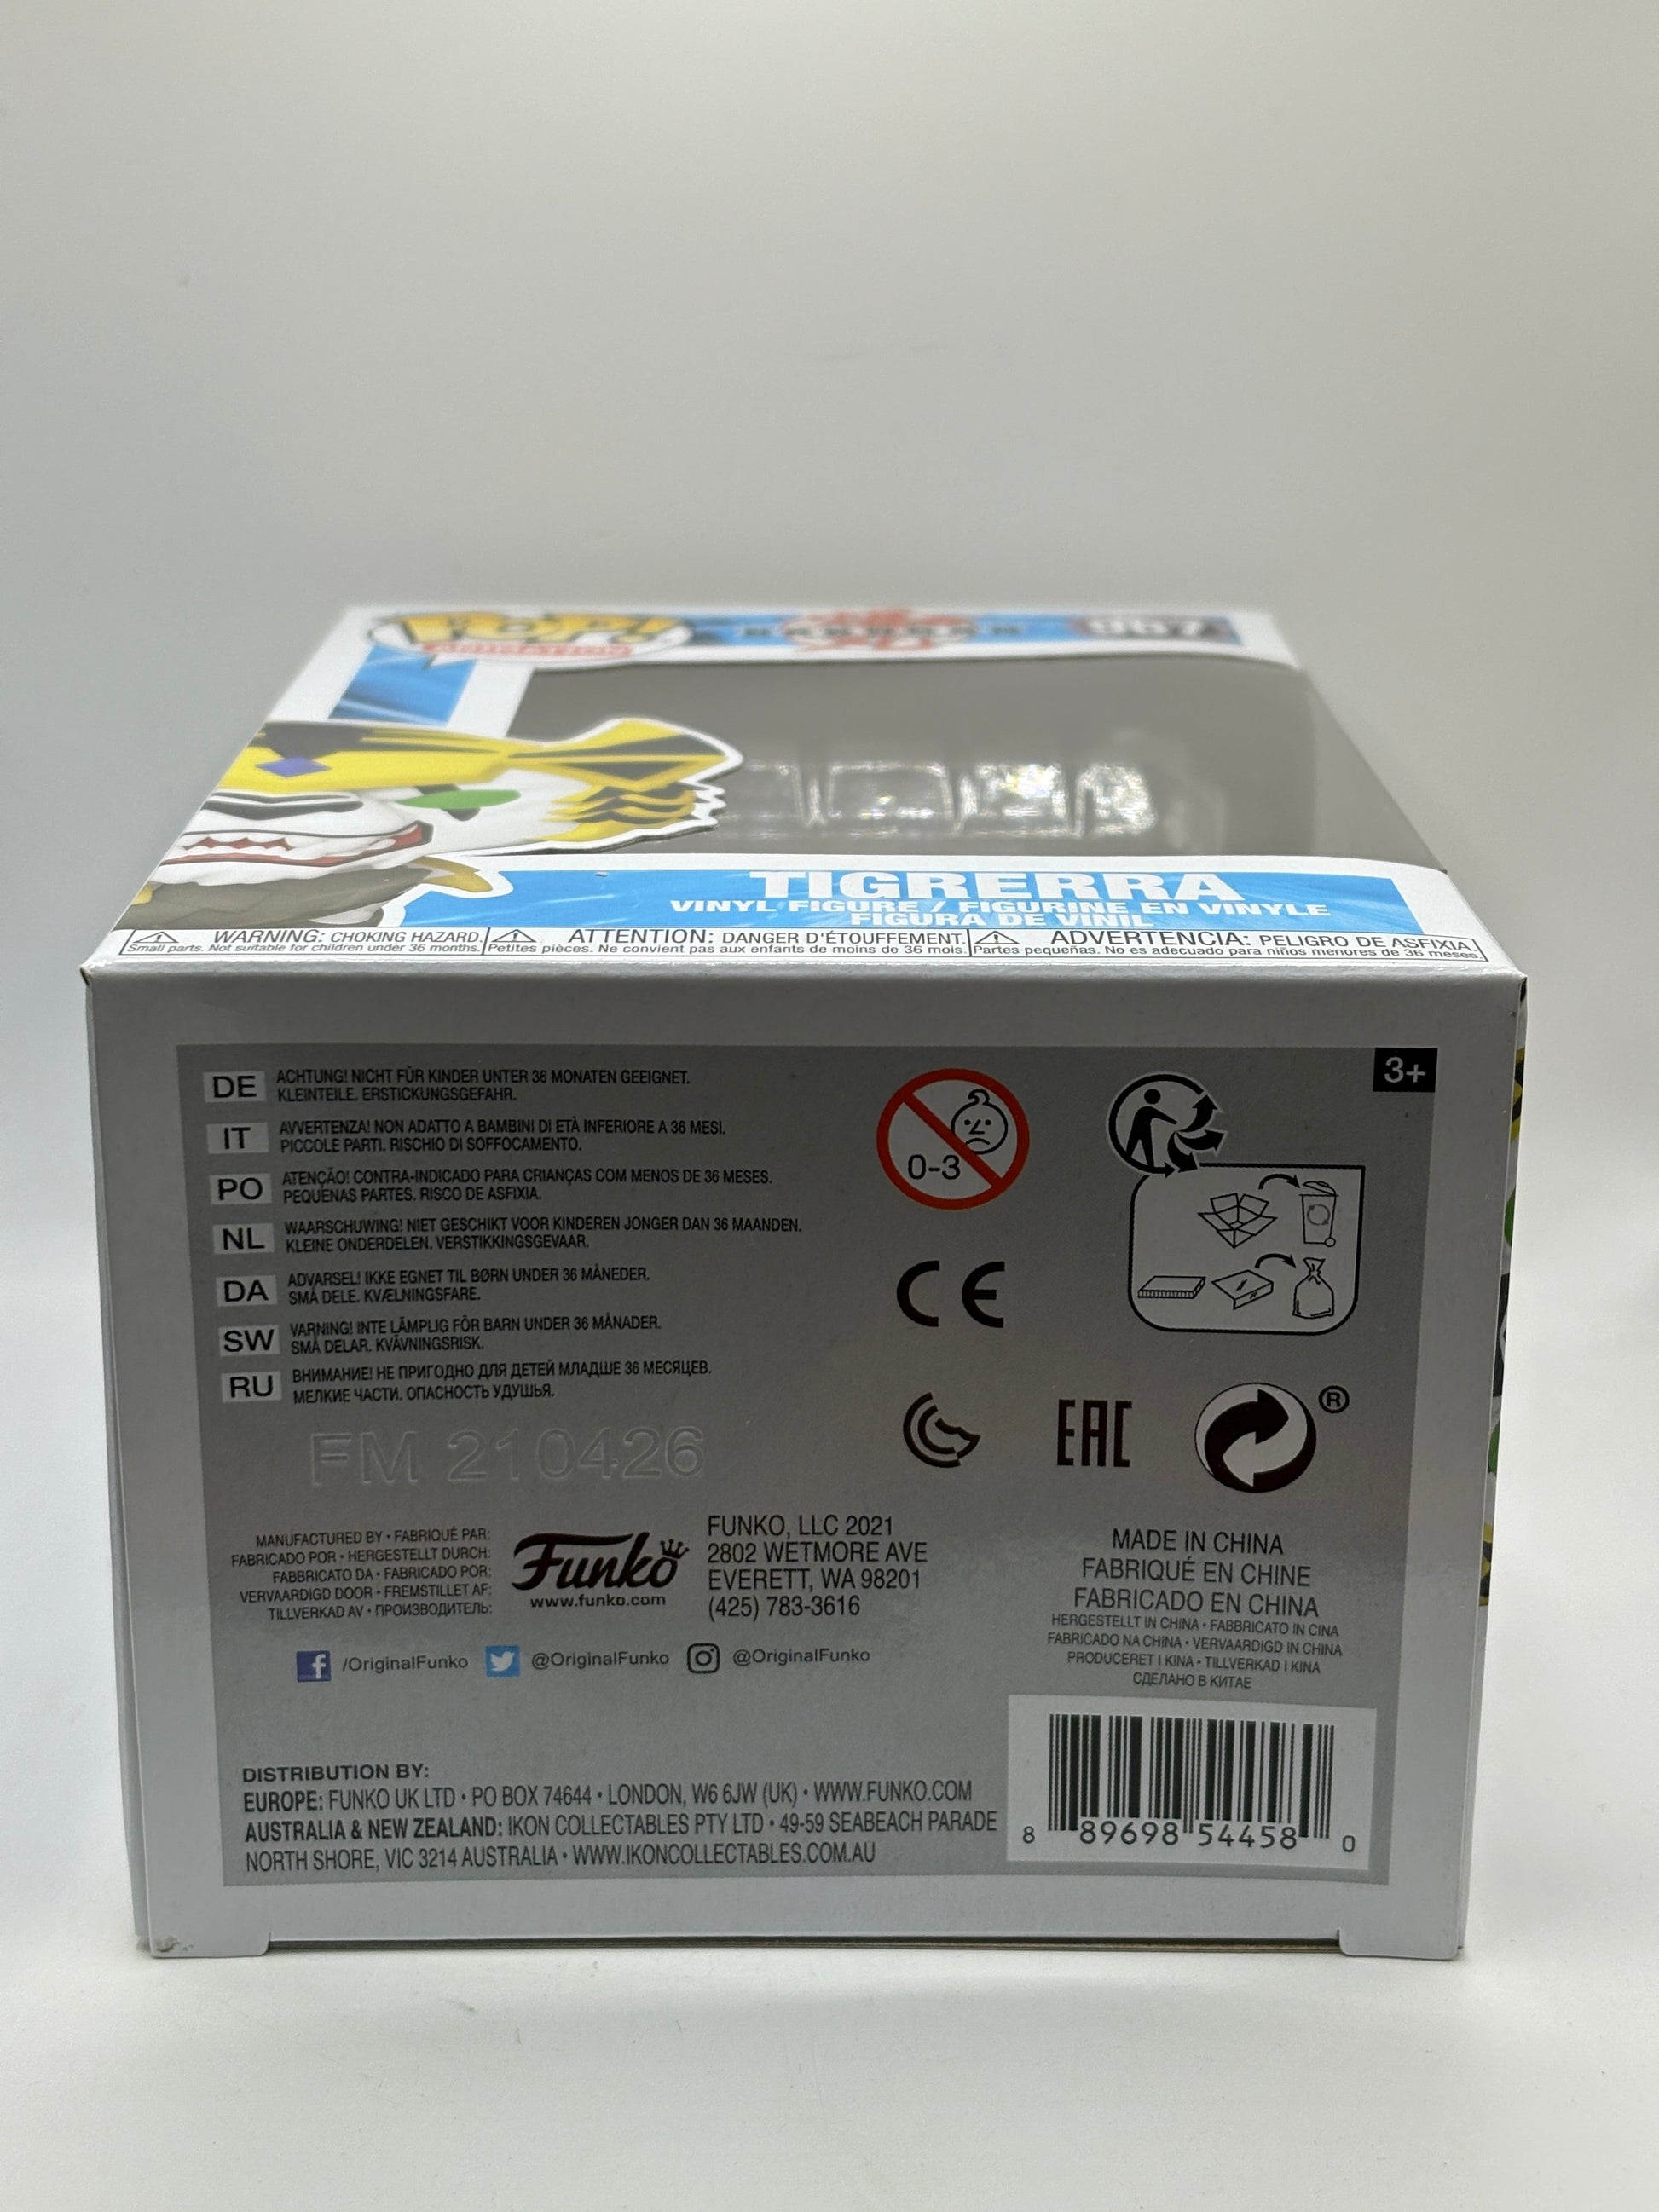 POP!
ANIMATION
BAKUGAN
967
TIGRERRA
VINYL FIGURE / FIGURINE EN VINYLE
FIGURA DE VINIL
WARNING: CHOKING HAZARD.
Small parts. Not suitable for children under 36 months.
ATTENTION: DANGER D'ÉTOUFFEMENT.
Petites pièces. Ne convient pas aux enfants de moins de 36 mois.
ADVERTENCIA: PELIGRO DE ASFIXIA.
Partes pequeñas. No es adecuado para niños menores de 36 meses.
3+
DE ACHTUNG! NICHT FÜR KINDER UNTER 36 MONATEN GEEIGNET.
KLEINTEILE. ERSTICKUNGSGEFAHR.
IT AVVERTENZA! NON ADATTO A BAMBINI DI ETÀ INFERIORE A 36 MESI.
PICCOLE PARTI. RISCHIO DI SOFFOCAMENTO.
PO ATENÇÃO! CONTRA-INDICADO PARA CRIANÇAS COM MENOS DE 36 MESES.
PEQUENAS PARTES. RISCO DE ASFIXIA.
NL WAARSCHUWING! NIET GESCHIKT VOOR KINDEREN JONGER DAN 36 MAANDEN.
KLEINE ONDERDELEN. VERSTIKKINGSGEVAAR.
DA ADVARSEL! IKKE EGNET TIL BØRN UNDER 36 MÅNEDER.
SMÅ DELE. KVÆLNINGSFARE.
SW VARNING! INTE LÄMPLIG FÖR BARN UNDER 36 MÅNADER.
SMÅ DELAR. KVÄVNINGSRISK.
RU ВНИМАНИЕ! НЕ ПРИГОДНО ДЛЯ ДЕТЕЙ МЛАДШЕ 36 МЕСЯЦЕВ.
МЕЛКИЕ ЧАСТИ. ОПАСНОСТЬ УДУШЬЯ.
0-3
CE
EAC
®
FM 210426
MANUFACTURED BY • FABRIQUÉ PAR:
FABRICADO POR • HERGESTELLT DURCH:
FABBRICATO DA • FABRICADO POR:
VERVAARDIGD DOOR • FREMSTILLET AF:
TILLVERKAD AV • ПРОИЗВОДИТЕЛЬ:
Funko
www.funko.com
FUNKO, LLC 2021
2802 WETMORE AVE
EVERETT, WA 98201
(425) 783-3616
MADE IN CHINA
FABRIQUÉ EN CHINE
FABRICADO EN CHINA
HERGESTELLT IN CHINA • FABBRICATO IN CINA
FABRICADO NA CHINA • VERVAARDIGD IN CHINA
PRODUCERET I KINA • TILLVERKAD I KINA
СДЕЛАНО В КИТАЕ
/OriginalFunko @OriginalFunko @OriginalFunko
DISTRIBUTION BY:
EUROPE: FUNKO UK LTD • PO BOX 74644 • LONDON, W6 6JW (UK) • WWW.FUNKO.COM
AUSTRALIA & NEW ZEALAND: IKON COLLECTABLES PTY LTD • 49-59 SEABEACH PARADE
NORTH SHORE, VIC 3214 AUSTRALIA • WWW.IKONCOLLECTABLES.COM.AU
8 89698 54458 0